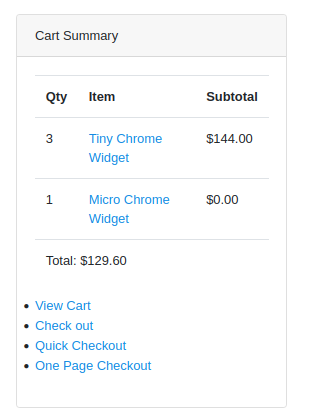 Cart Summary
Qty Item Subtotal
3 Tiny Chrome Widget $144.00
1 Micro Chrome Widget $0.00
Total: $129.60
View Cart
Check out
Quick Checkout
One Page Checkout